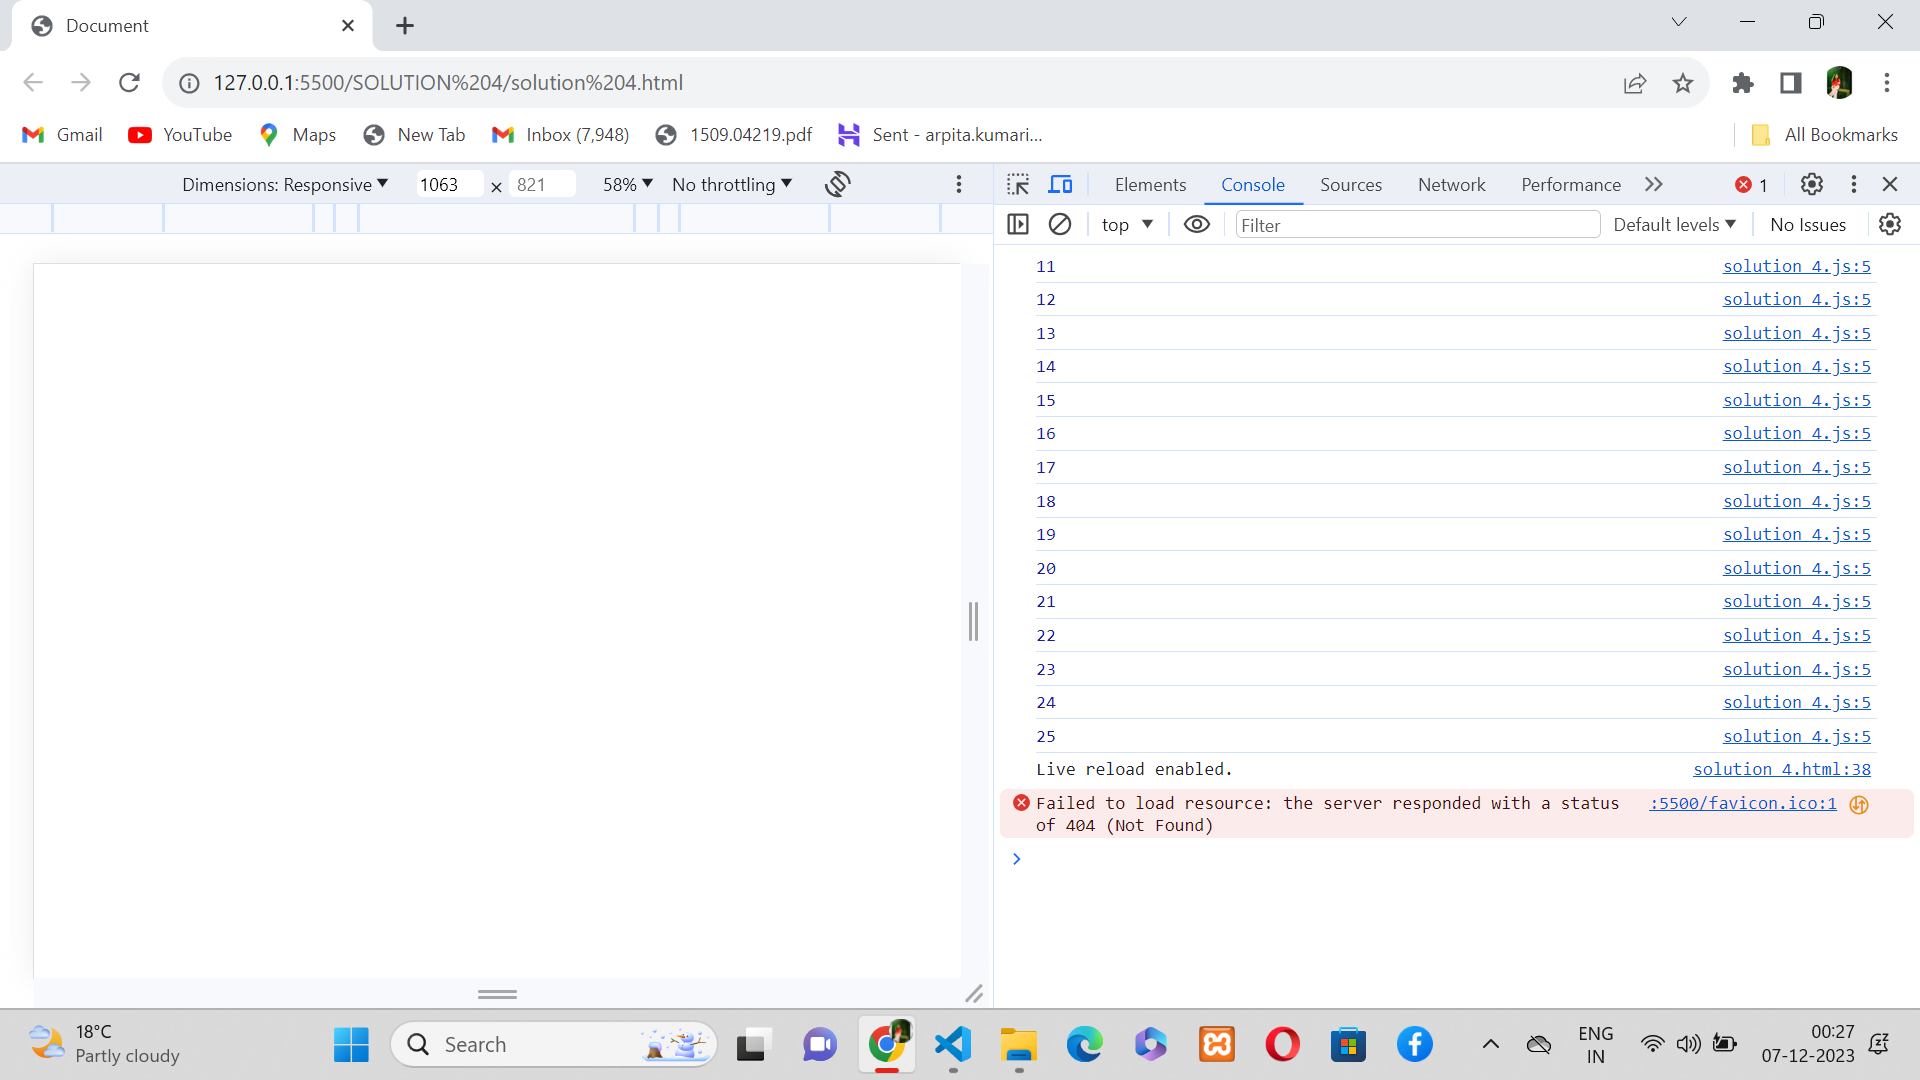 Document
127.0.0.1:5500/SOLUTION%204/solution%204.html
Gmail YouTube Maps New Tab Inbox (7,948) 1509.04219.pdf Sent - arpita.kumari... All Bookmarks
Dimensions: Responsive 1063 × 821 58% No throttling
Elements Console Sources Network Performance 1
top Filter Default levels No Issues
11 solution 4.js:5
12 solution 4.js:5
13 solution 4.js:5
14 solution 4.js:5
15 solution 4.js:5
16 solution 4.js:5
17 solution 4.js:5
18 solution 4.js:5
19 solution 4.js:5
20 solution 4.js:5
21 solution 4.js:5
22 solution 4.js:5
23 solution 4.js:5
24 solution 4.js:5
25 solution 4.js:5
Live reload enabled. solution 4.html:38
Failed to load resource: the server responded with a status :5500/favicon.ico:1
of 404 (Not Found)
18°C
Partly cloudy
Search
ENG
IN
00:27
07-12-2023